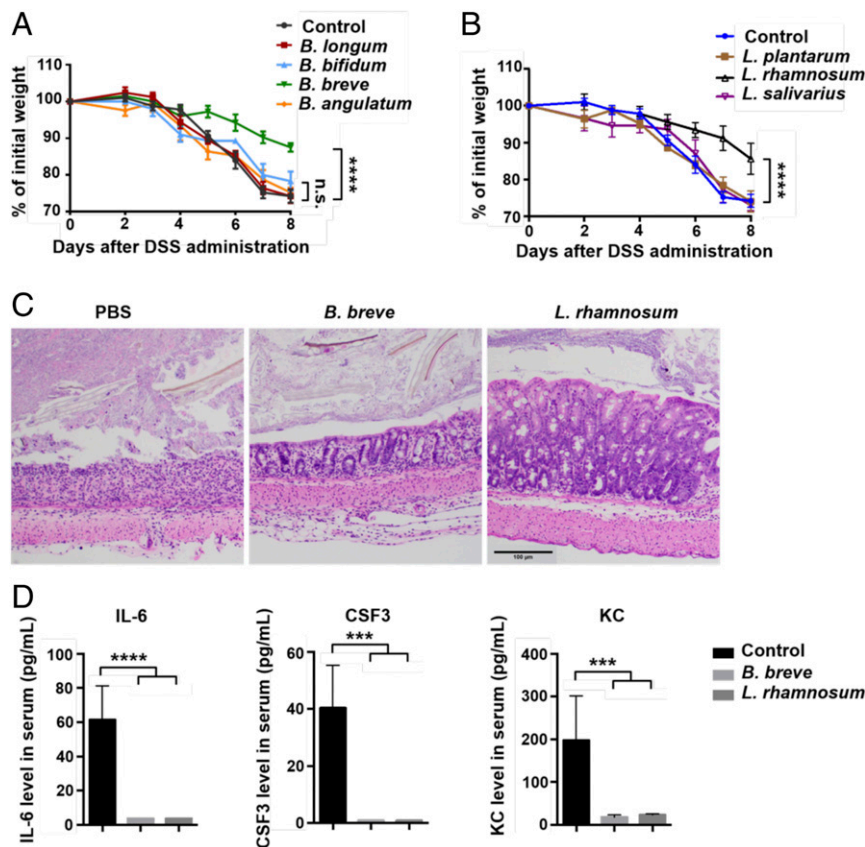 A
Control
B. longum
B. bifidum
B. breve
B. angulatum
% of initial weight
110
100
90
80
70
0
2
4
6
8
n.s.
****
Days after DSS administration
B
Control
L. plantarum
L. rhamnosum
L. salivarius
% of initial weight
110
100
90
80
70
0
2
4
6
8
****
Days after DSS administration
C
PBS
B. breve
L. rhamnosum
100 µm
D
IL-6
IL-6 level in serum (pg/mL)
100
80
60
40
20
0
****
CSF3
CSF3 level in serum (pg/mL)
60
40
20
0
***
KC
KC level in serum (pg/mL)
400
300
200
100
0
***
Control
B. breve
L. rhamnosum